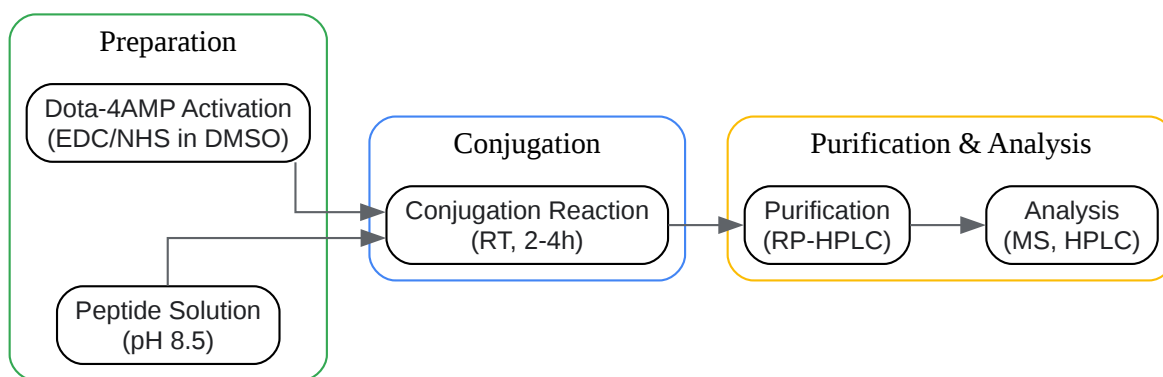 Preparation
Dota-4AMP Activation
(EDC/NHS in DMSO)
Peptide Solution
(pH 8.5)
Conjugation
Conjugation Reaction
(RT, 2-4h)
Purification & Analysis
Purification
(RP-HPLC)
Analysis
(MS, HPLC)